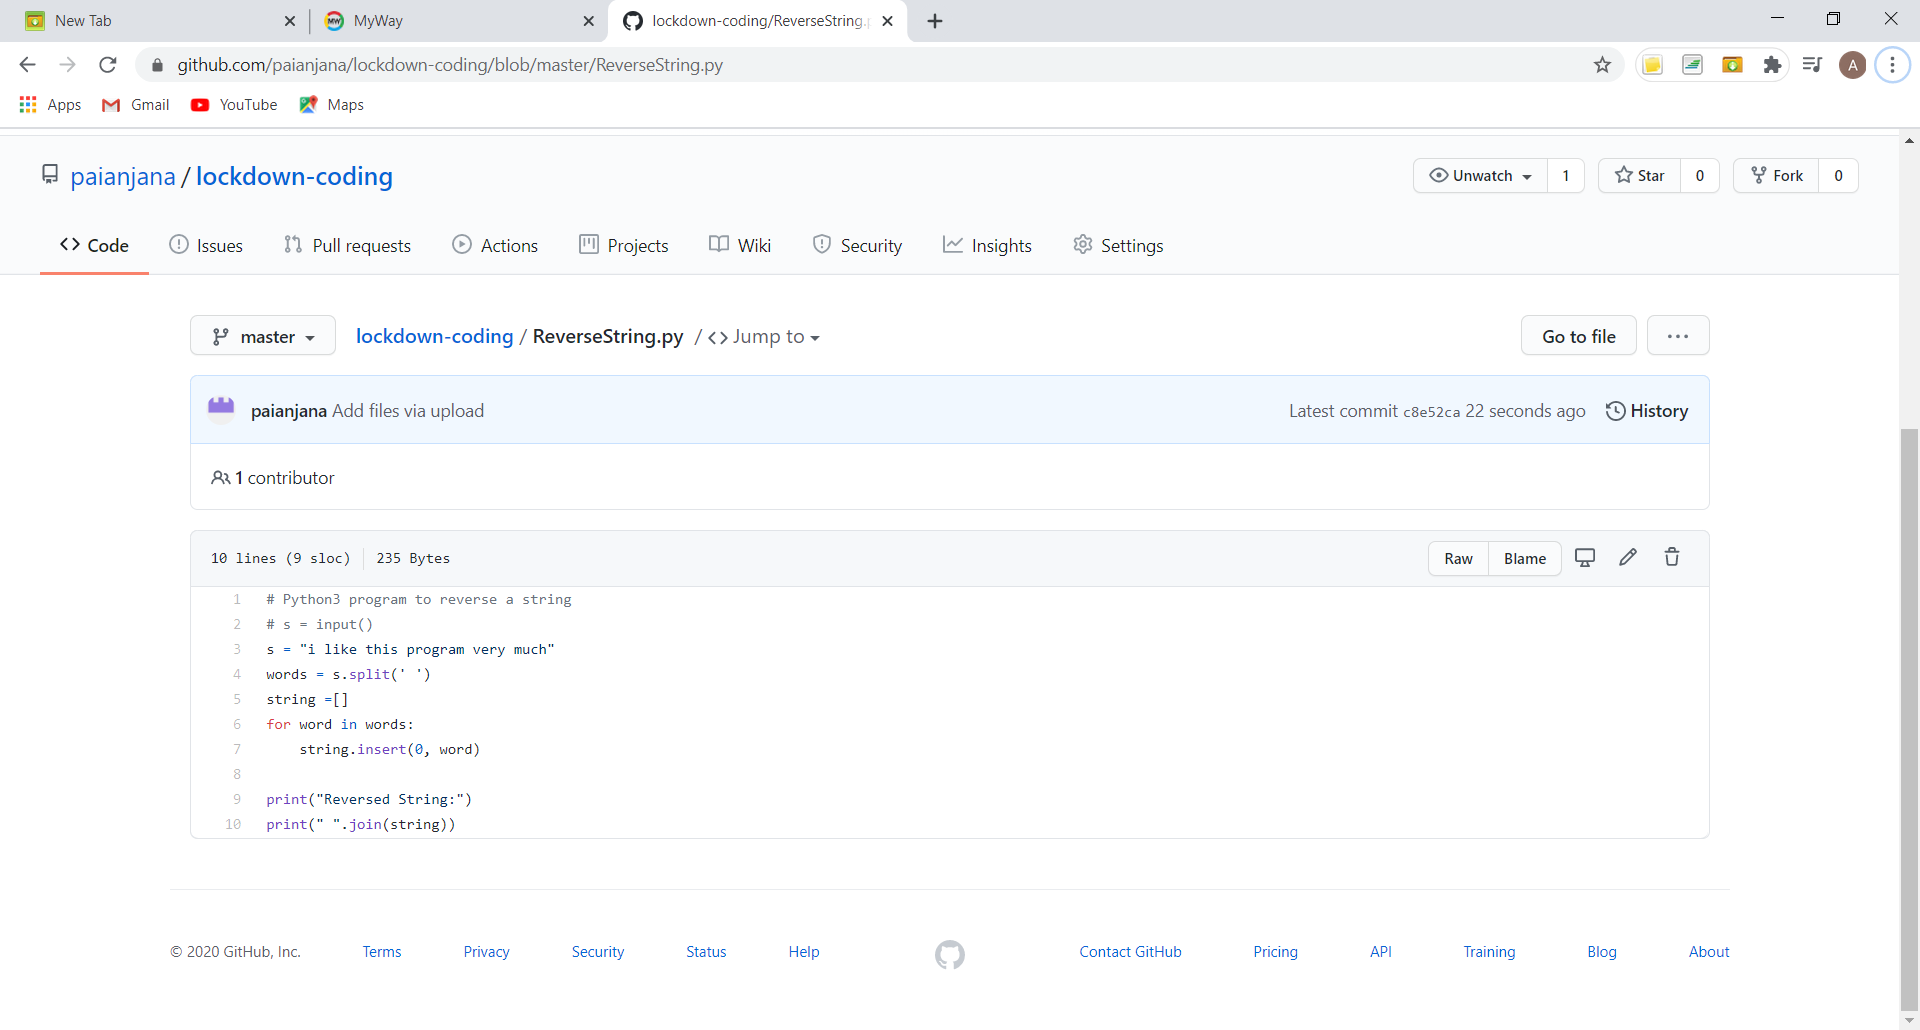 New Tab
MyWay
lockdown-coding/ReverseString.p
github.com/paianjana/lockdown-coding/blob/master/ReverseString.py
A
Apps
Gmail
YouTube
Maps
paianjana / lockdown-coding
Unwatch 1
Star 0
Fork 0
Code
Issues
Pull requests
Actions
Projects
Wiki
Security
Insights
Settings
master
lockdown-coding / ReverseString.py / <> Jump to
Go to file
...
paianjana Add files via upload
Latest commit c8e52ca 22 seconds ago
History
1 contributor
10 lines (9 sloc) 235 Bytes
Raw
Blame
1 # Python3 program to reverse a string
2 # s = input()
3 s = "i like this program very much"
4 words = s.split(' ')
5 string =[]
6 for word in words:
7     string.insert(0, word)
8
9 print("Reversed String:")
10 print(" ".join(string))
© 2020 GitHub, Inc.
Terms
Privacy
Security
Status
Help
Contact GitHub
Pricing
API
Training
Blog
About